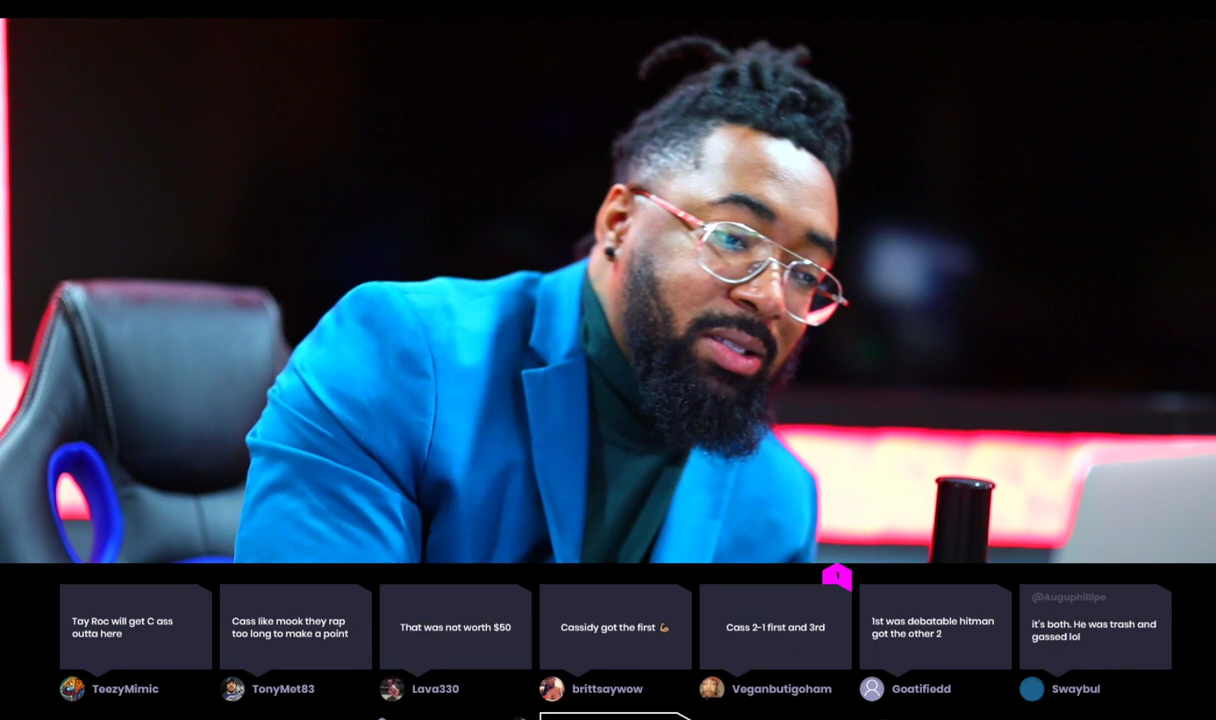 1
Tay Roc will get C ass
outta here
Cass like mook they rap
too long to make a point
That was not worth $50
Cassidy got the first 💪🏽
Cass 2-1 first and 3rd
1st was debatable hitman
got the other 2
@Auguphillipe
it's both. He was trash and
gassed lol
TeezyMimic
TonyMet83
Lava330
brittsaywow
Veganbutigoham
Goatifiedd
Swaybul